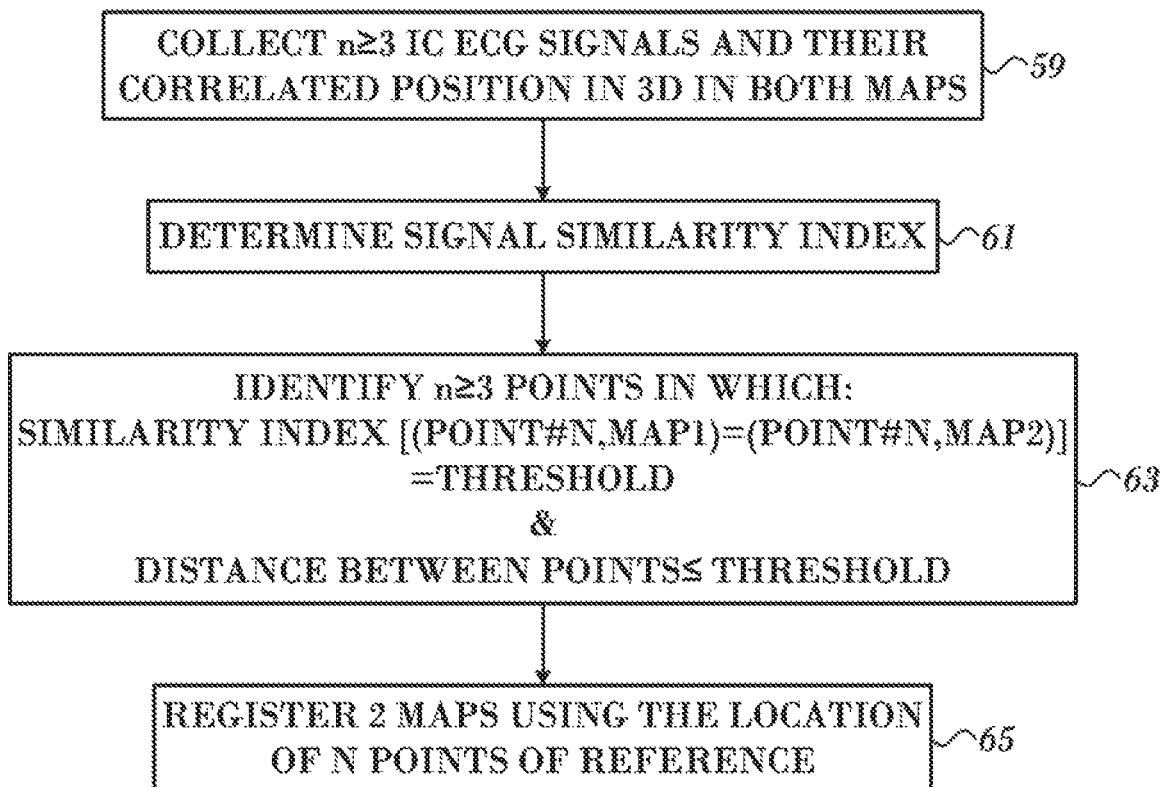 COLLECT n≥3 IC ECG SIGNALS AND THEIR
CORRELATED POSITION IN 3D IN BOTH MAPS
59
DETERMINE SIGNAL SIMILARITY INDEX
61
IDENTIFY n≥3 POINTS IN WHICH:
SIMILARITY INDEX [(POINT#N,MAP1)=(POINT#N,MAP2)]
=THRESHOLD
&
DISTANCE BETWEEN POINTS≤ THRESHOLD
63
REGISTER 2 MAPS USING THE LOCATION
OF N POINTS OF REFERENCE
65